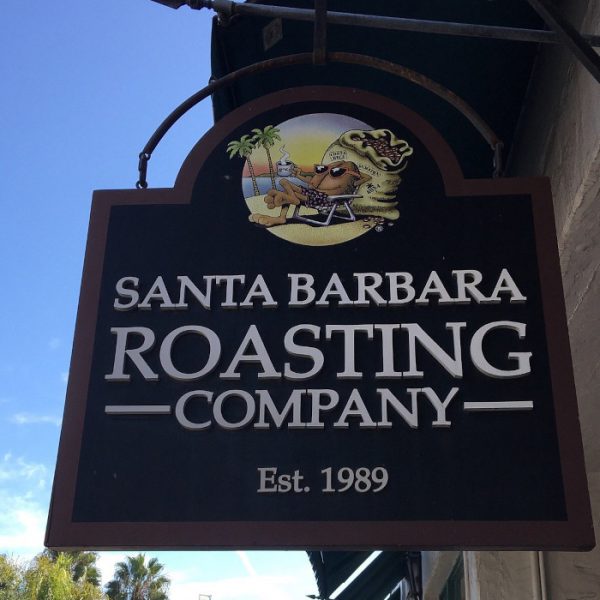 SANTA BARBARA
ROASTING
COMPANY
Est. 1989